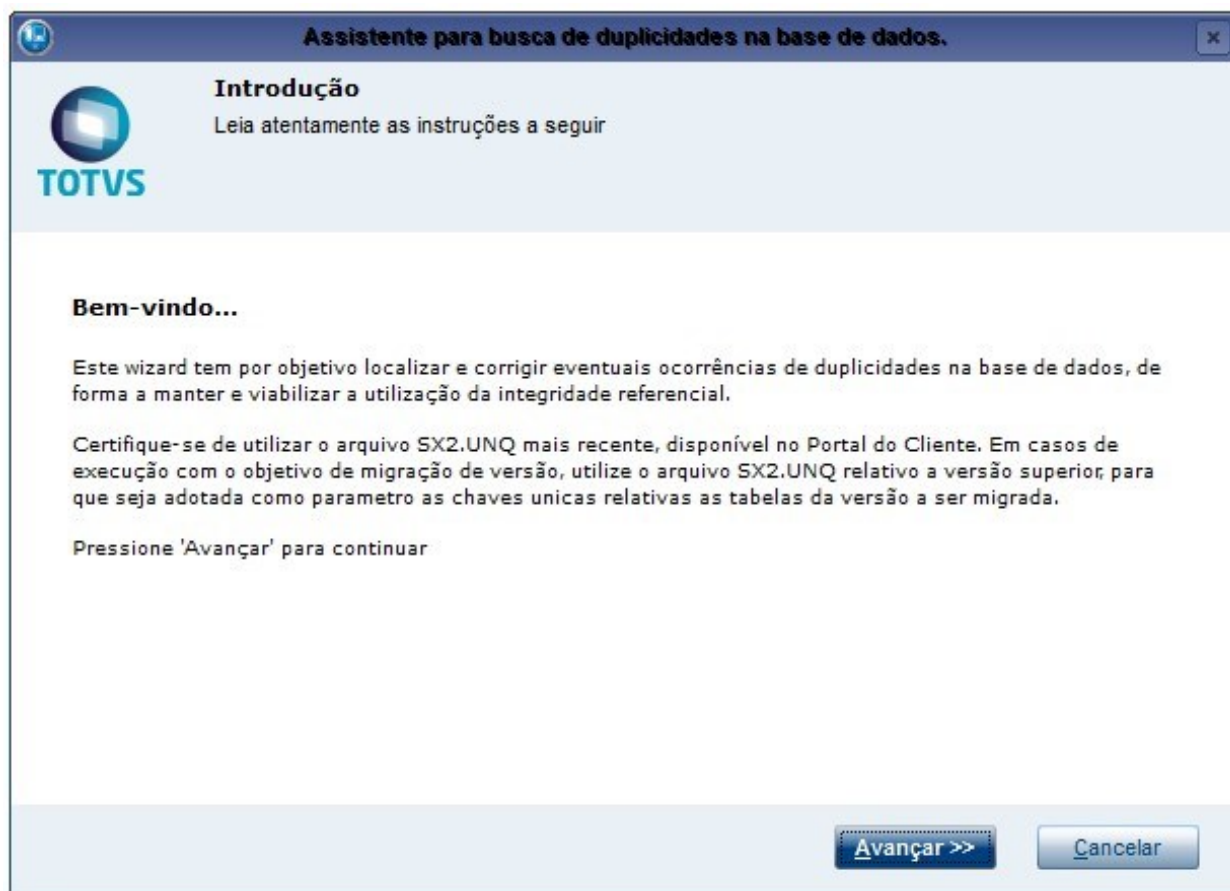 Assistente para busca de duplicidades na base de dados.
Introdução
Leia atentamente as instruções a seguir
TOTVS
Bem-vindo...
Este wizard tem por objetivo localizar e corrigir eventuais ocorrências de duplicidades na base de dados, de
forma a manter e viabilizar a utilização da integridade referencial.
Certifique-se de utilizar o arquivo SX2.UNQ mais recente, disponível no Portal do Cliente. Em casos de
execução com o objetivo de migração de versão, utilize o arquivo SX2.UNQ relativo a versão superior, para
que seja adotada como parametro as chaves unicas relativas as tabelas da versão a ser migrada.
Pressione 'Avançar' para continuar
Avançar >>
Cancelar